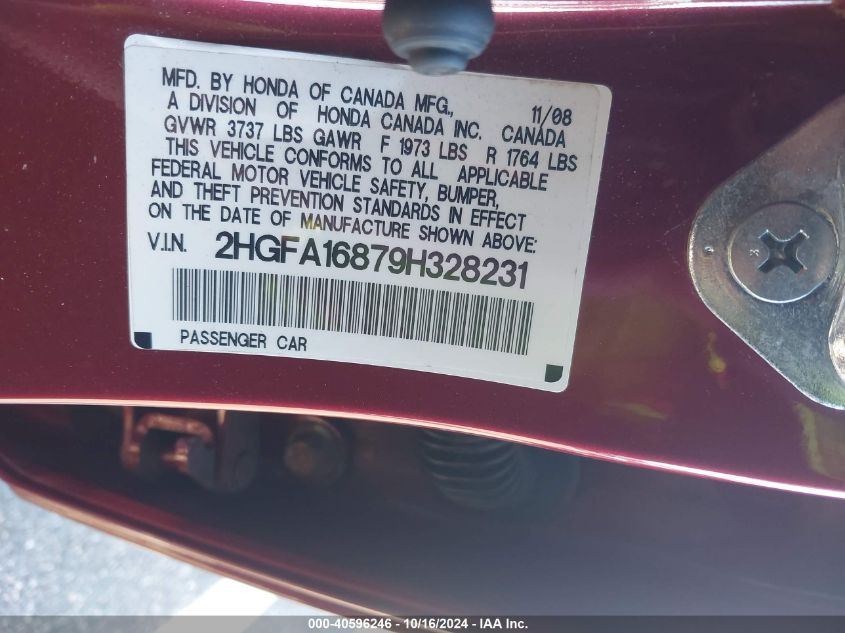 MFD. BY HONDA OF CANADA MFG., 11/08
A DIVISION OF HONDA CANADA INC. CANADA
GVWR 3737 LBS GAWR F 1973 LBS R 1764 LBS
THIS VEHICLE CONFORMS TO ALL APPLICABLE
FEDERAL MOTOR VEHICLE SAFETY, BUMPER,
AND THEFT PREVENTION STANDARDS IN EFFECT
ON THE DATE OF MANUFACTURE SHOWN ABOVE:
V.I.N. 2HGFA16879H328231
PASSENGER CAR
000-40596246 - 10/16/2024 - IAA Inc.